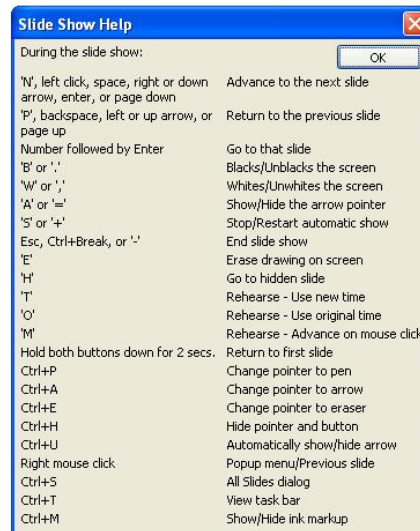 Slide Show Help
During the slide show:
OK
'N', left click, space, right or down Advance to the next slide
arrow, enter, or page down
'P', backspace, left or up arrow, or Return to the previous slide
page up
Number followed by Enter Go to that slide
'B' or '.' Blacks/Unblacks the screen
'W' or ',' Whites/Unwhites the screen
'A' or '=' Show/Hide the arrow pointer
'S' or '+' Stop/Restart automatic show
Esc, Ctrl+Break, or '-' End slide show
'E' Erase drawing on screen
'H' Go to hidden slide
'T' Rehearse - Use new time
'O' Rehearse - Use original time
'M' Rehearse - Advance on mouse click
Hold both buttons down for 2 secs. Return to first slide
Ctrl+P Change pointer to pen
Ctrl+A Change pointer to arrow
Ctrl+E Change pointer to eraser
Ctrl+H Hide pointer and button
Ctrl+U Automatically show/hide arrow
Right mouse click Popup menu/Previous slide
Ctrl+S All Slides dialog
Ctrl+T View task bar
Ctrl+M Show/Hide ink markup